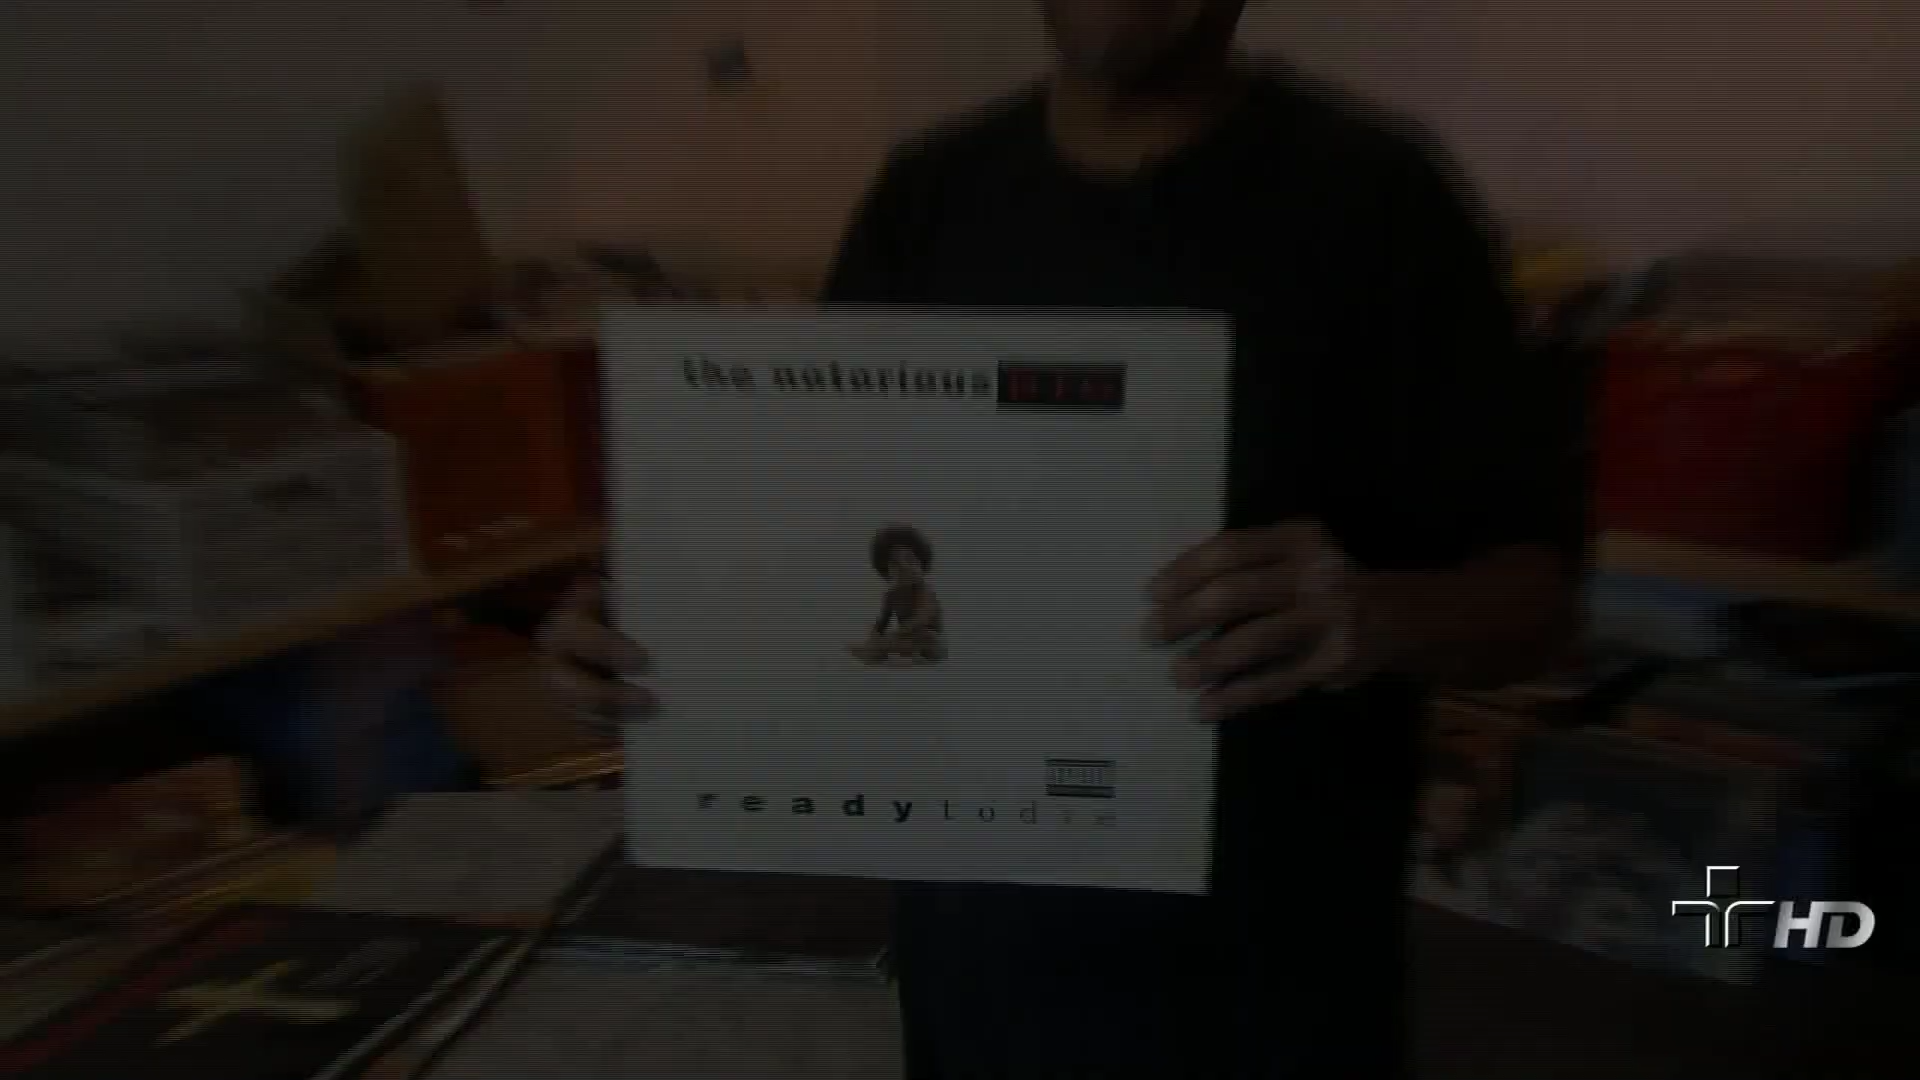 the notorious B.I.G.
ready to die
HD